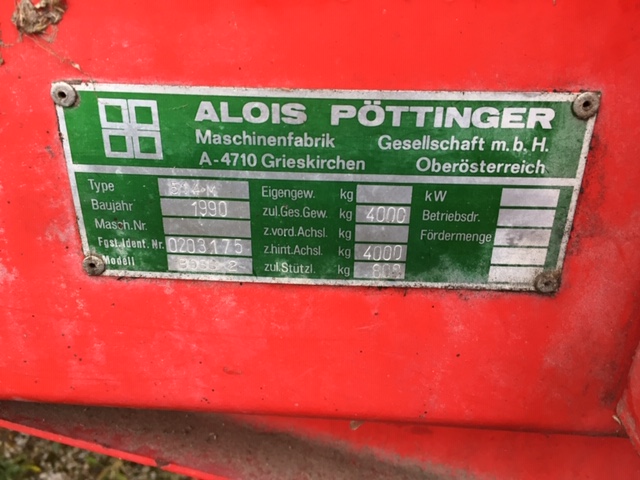 ALOIS PÖTTINGER
Maschinenfabrik Gesellschaft m.b.H.
A-4710 Grieskirchen Oberösterreich
Type Eigengew. kg kW
Baujahr 1990 zul.Ges.Gew. kg 4000 Betriebsdr.
Masch.Nr. z.vord.Achsl. kg Fördermenge
Fgst.Ident.Nr. 0203175 z.hint.Achsl. kg 4000
Modell zul.Stützl. kg